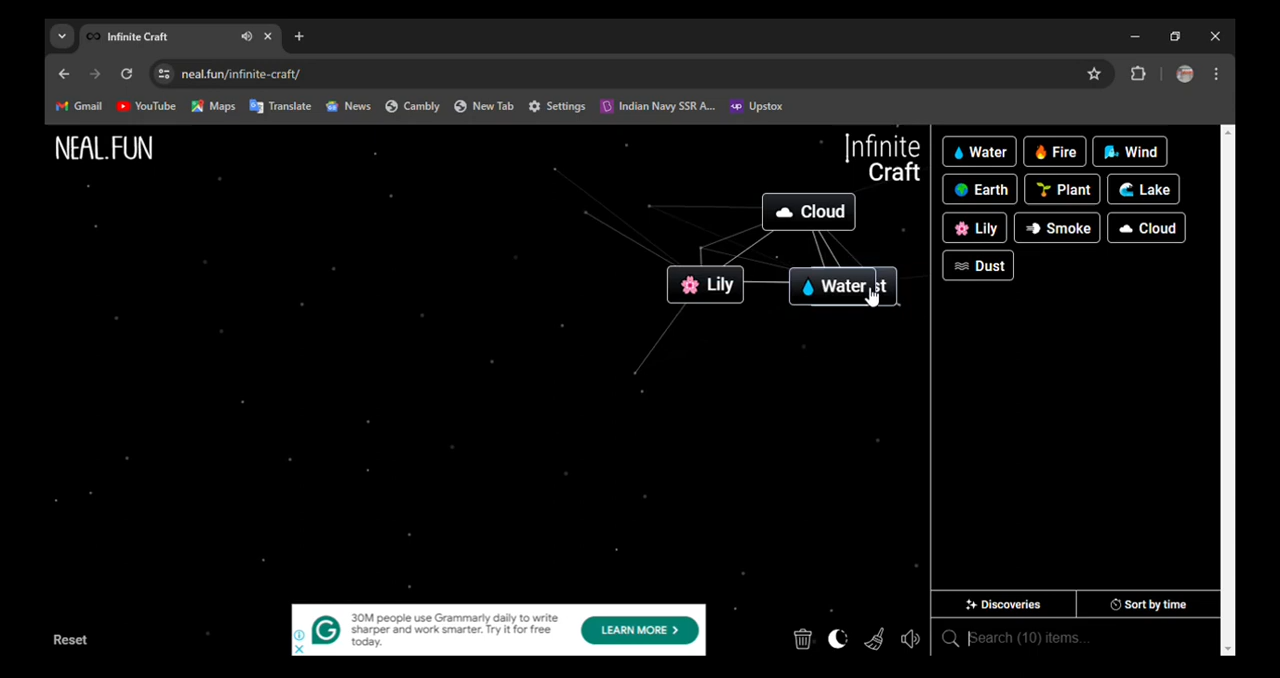 Infinite Craft
neal.fun/infinite-craft/
Gmail YouTube Maps Translate News Cambly New Tab Settings Indian Navy SSR A... Upstox
NEAL.FUN
Infinite
Craft
Cloud
Lily
Water st
Water Fire Wind
Earth Plant Lake
Lily Smoke Cloud
Dust
30M people use Grammarly daily to write
sharper and work smarter. Try it for free
today.
LEARN MORE >
Discoveries Sort by time
Reset
Search (10) items...